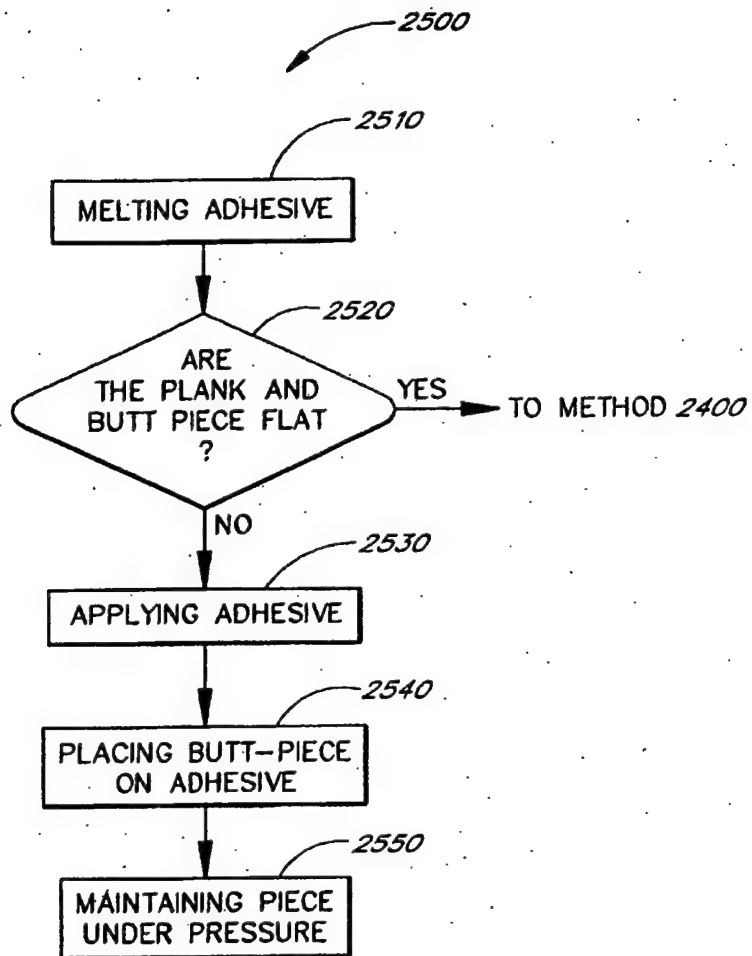 2500
2510
MELTING ADHESIVE
2520
ARE
THE PLANK AND
BUTT PIECE FLAT
?
YES
TO METHOD 2400
NO
2530
APPLYING ADHESIVE
2540
PLACING BUTT-PIECE
ON ADHESIVE
2550
MAINTAINING PIECE
UNDER PRESSURE